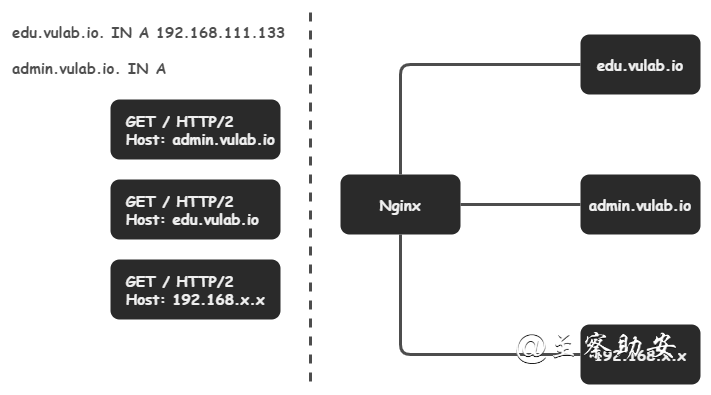 edu.vulab.io. IN A 192.168.111.133
admin.vulab.io. IN A
GET / HTTP/2
Host: admin.vulab.io
GET / HTTP/2
Host: edu.vulab.io
GET / HTTP/2
Host: 192.168.x.x
edu.vulab.io
Nginx
admin.vulab.io
192.168.x.x
@兰察助安